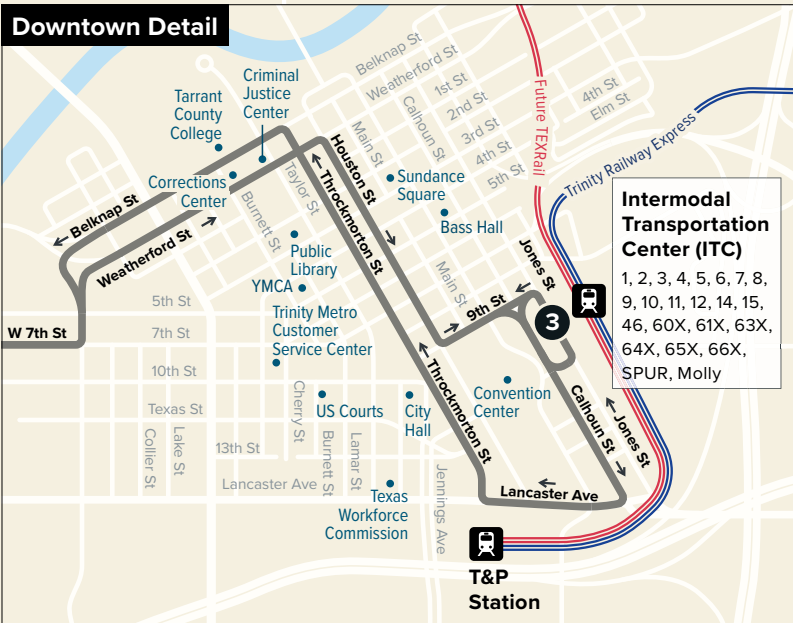 Downtown Detail
Belknap St
Weatherford St
1st St
2nd St
3rd St
4th St
5th St
Calhoun St
Main St
4th St
Elm St
Future TEXRail
Trinity Railway Express
Criminal
Justice
Center
Tarrant
County
College
Corrections
Center
Taylor St
Burnett St
Houston St
Throckmorton St
Sundance
Square
Bass Hall
Belknap St
Weatherford St
Public
Library
YMCA
Trinity Metro
Customer
Service Center
Main St
Jones St
9th St
3
Intermodal
Transportation
Center (ITC)
1, 2, 3, 4, 5, 6, 7, 8,
9, 10, 11, 12, 14, 15,
46, 60X, 61X, 63X,
64X, 65X, 66X,
SPUR, Molly
5th St
W 7th St
7th St
10th St
Texas St
13th St
Lancaster Ave
Collier St
Lake St
Cherry St
Burnett St
Lamar St
US Courts
City
Hall
Throckmorton St
Convention
Center
Calhoun St
Jones St
Lancaster Ave
Jennings Ave
Texas
Workforce
Commission
T&P
Station